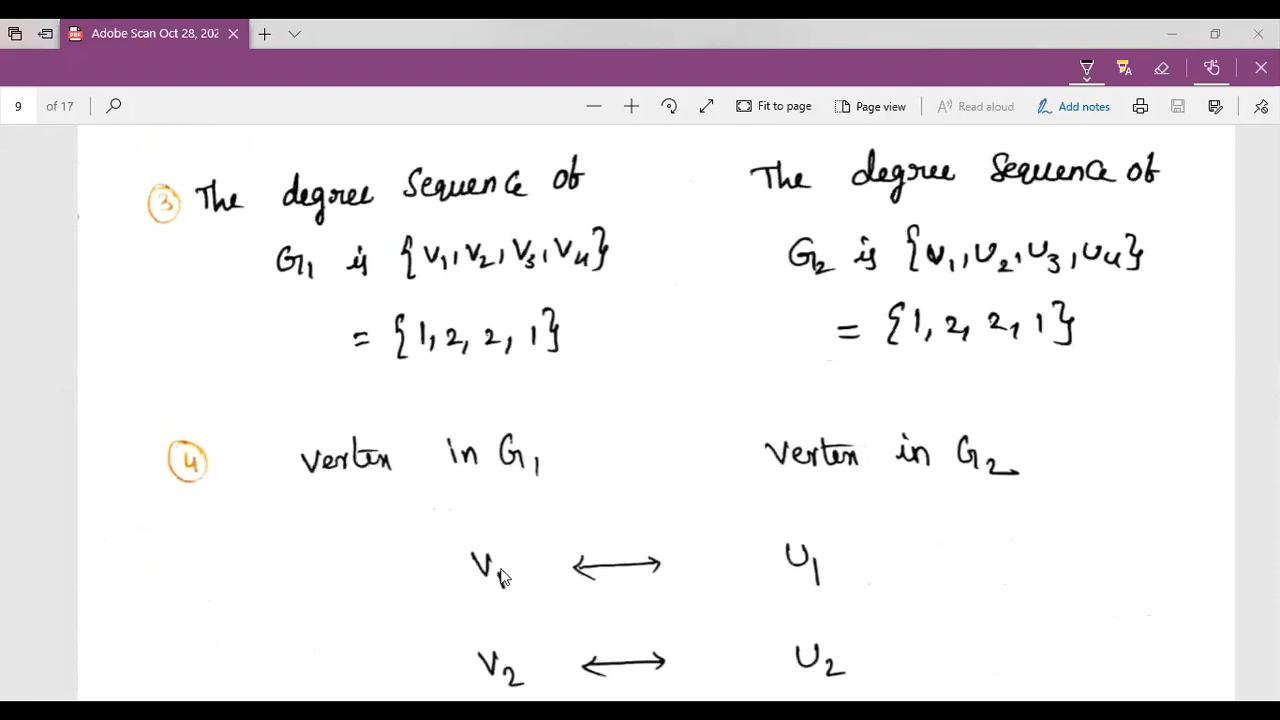 Adobe Scan Oct 28, 202
9 of 17
Fit to page
Page view
Read aloud
Add notes
3 The degree Sequence of
G1 is {V1, V2, V3, V4}
= {1, 2, 2, 1}
The degree Sequence of
G2 is {U1, U2, U3, U4}
= {1, 2, 2, 1}
4 Vertex in G1
Vertex in G2
V1 ↔ U1
V2 ↔ U2